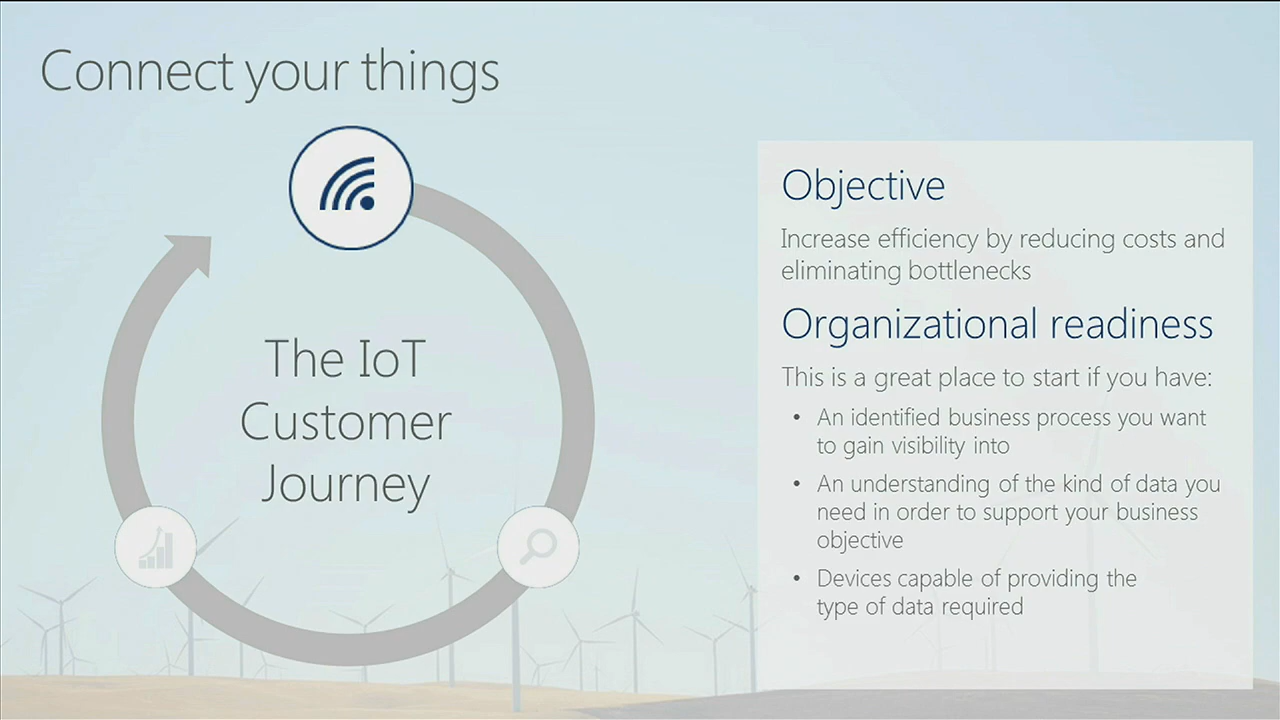 Connect your things
The IoT
Customer
Journey
Objective
Increase efficiency by reducing costs and
eliminating bottlenecks
Organizational readiness
This is a great place to start if you have:
• An identified business process you want
to gain visibility into
• An understanding of the kind of data you
need in order to support your business
objective
• Devices capable of providing the
type of data required